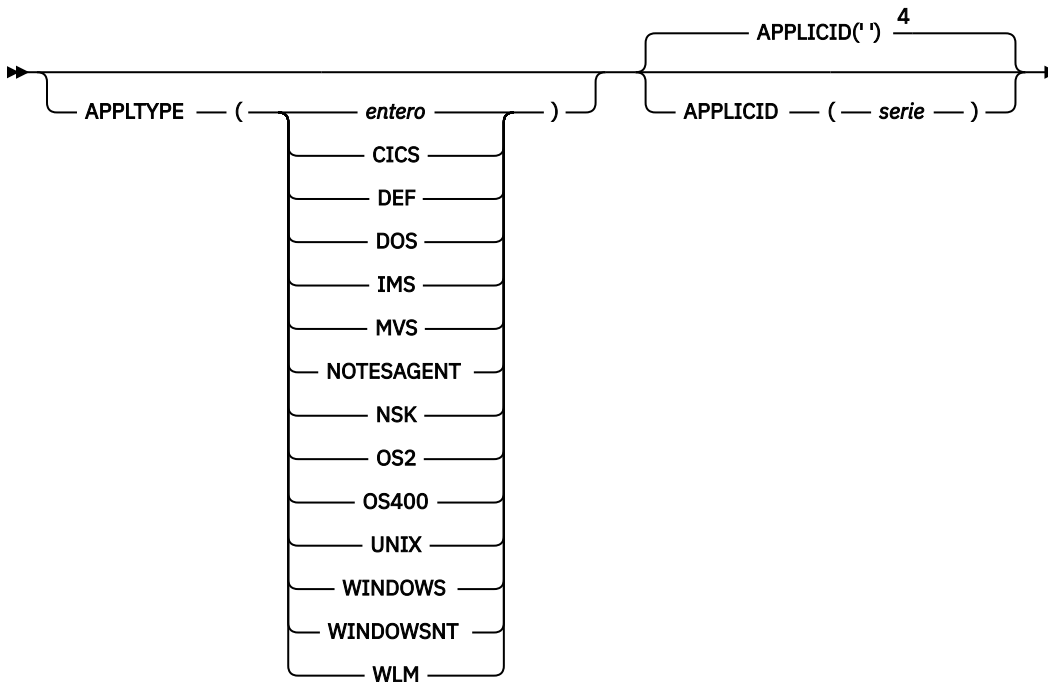 APPLICID(' ') 4
APPLTYPE ( entero ) APPLICID ( serie )
CICS
DEF
DOS
IMS
MVS
NOTESAGENT
NSK
OS2
OS400
UNIX
WINDOWS
WINDOWSNT
WLM